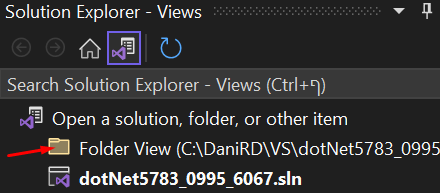 Solution Explorer - Views
Search Solution Explorer - Views (Ctrl+ף)
Open a solution, folder, or other item
Folder View (C:\DaniRD\VS\dotNet5783_0995
dotNet5783_0995_6067.sln